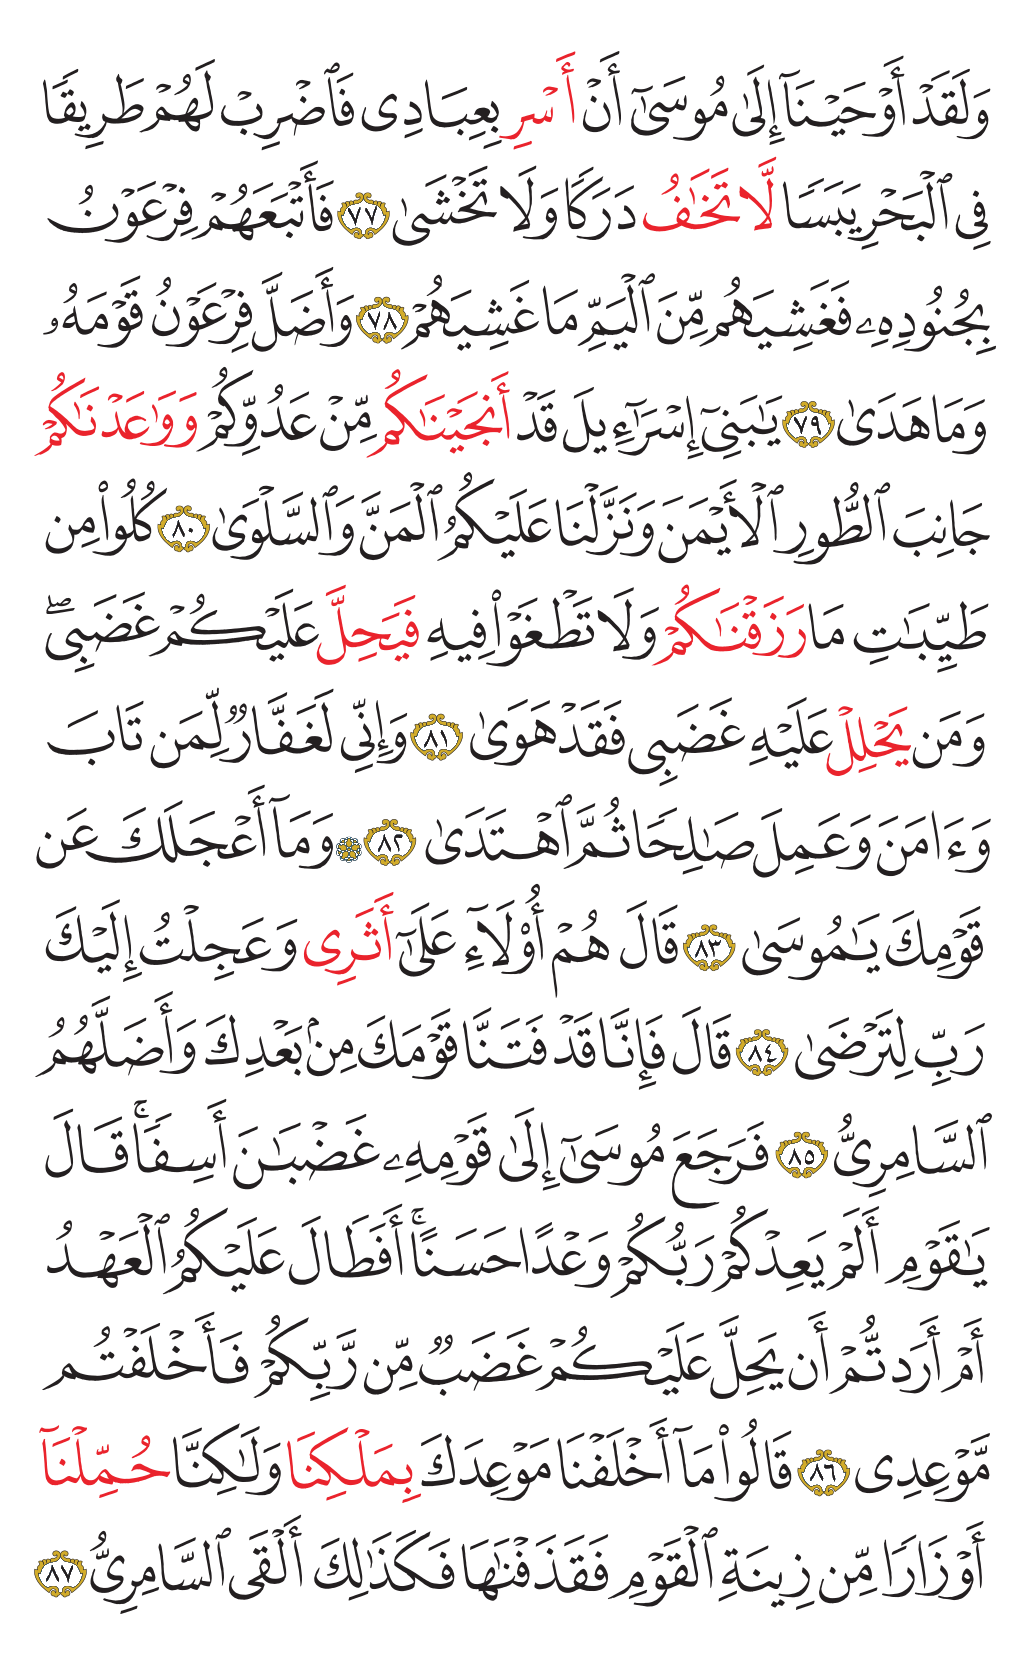 وَلَقَدۡ أَوۡحَيۡنَآ إِلَىٰ مُوسَىٰٓ أَنۡ أَسۡرِ بِعِبَادِى فَٱضۡرِبۡ لَهُمۡ طَرِيقٗا
فِى ٱلۡبَحۡرِ يَبَسٗا لَّا تَخَٰفُ دَرَكٗا وَلَا تَخۡشَىٰ ٧٧ فَأَتۡبَعَهُمۡ فِرۡعَوۡنُ
بِجُنُودِهِۦ فَغَشِيَهُم مِّنَ ٱلۡيَمِّ مَا غَشِيَهُمۡ ٧٨ وَأَضَلَّ فِرۡعَوۡنُ قَوۡمَهُۥ
وَمَا هَدَىٰ ٧٩ يَٰبَنِىٓ إِسۡرَٰٓءِيلَ قَدۡ أَنجَيۡنَٰكُم مِّنۡ عَدُوِّكُمۡ وَوَٰعَدۡنَٰكُمۡ
جَانِبَ ٱلطُّورِ ٱلۡأَيۡمَنَ وَنَزَّلۡنَا عَلَيۡكُمُ ٱلۡمَنَّ وَٱلسَّلۡوَىٰ ٨٠ كُلُواْ مِن
طَيِّبَٰتِ مَا رَزَقۡنَٰكُمۡ وَلَا تَطۡغَوۡاْ فِيهِ فَيَحِلَّ عَلَيۡكُمۡ غَضَبِىۖ
وَمَن يَحۡلِلۡ عَلَيۡهِ غَضَبِى فَقَدۡ هَوَىٰ ٨١ وَإِنِّى لَغَفَّارٞ لِّمَن تَابَ
وَءَامَنَ وَعَمِلَ صَٰلِحٗا ثُمَّ ٱهۡتَدَىٰ ٨٢ ۞ وَمَآ أَعۡجَلَكَ عَن
قَوۡمِكَ يَٰمُوسَىٰ ٨٣ قَالَ هُمۡ أُوْلَآءِ عَلَىٰٓ أَثَرِى وَعَجِلۡتُ إِلَيۡكَ
رَبِّ لِتَرۡضَىٰ ٨٤ قَالَ فَإِنَّا قَدۡ فَتَنَّا قَوۡمَكَ مِنۢ بَعۡدِكَ وَأَضَلَّهُمُ
ٱلسَّامِرِىُّ ٨٥ فَرَجَعَ مُوسَىٰٓ إِلَىٰ قَوۡمِهِۦ غَضۡبَٰنَ أَسِفٗاۚ قَالَ
يَٰقَوۡمِ أَلَمۡ يَعِدۡكُمۡ رَبُّكُمۡ وَعۡدًا حَسَنًاۚ أَفَطَالَ عَلَيۡكُمُ ٱلۡعَهۡدُ
أَمۡ أَرَدتُّمۡ أَن يَحِلَّ عَلَيۡكُمۡ غَضَبٞ مِّن رَّبِّكُمۡ فَأَخۡلَفۡتُم
مَّوۡعِدِى ٨٦ قَالُواْ مَآ أَخۡلَفۡنَا مَوۡعِدَكَ بِمَلۡكِنَا وَلَٰكِنَّا حُمِّلۡنَآ
أَوۡزَارٗا مِّن زِينَةِ ٱلۡقَوۡمِ فَقَذَفۡنَٰهَا فَكَذَٰلِكَ أَلۡقَى ٱلسَّامِرِىُّ ٨٧